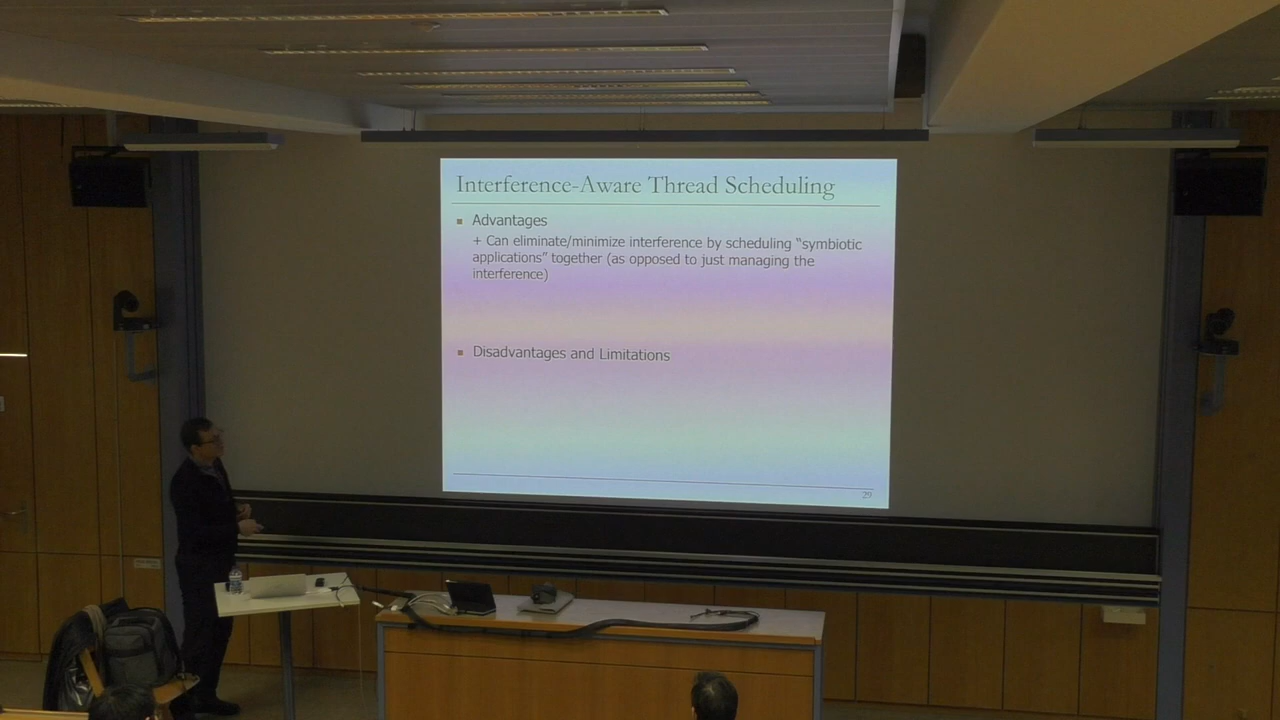 Interference-Aware Thread Scheduling
▪ Advantages
+ Can eliminate/minimize interference by scheduling “symbiotic
applications” together (as opposed to just managing the
interference)
▪ Disadvantages and Limitations
29